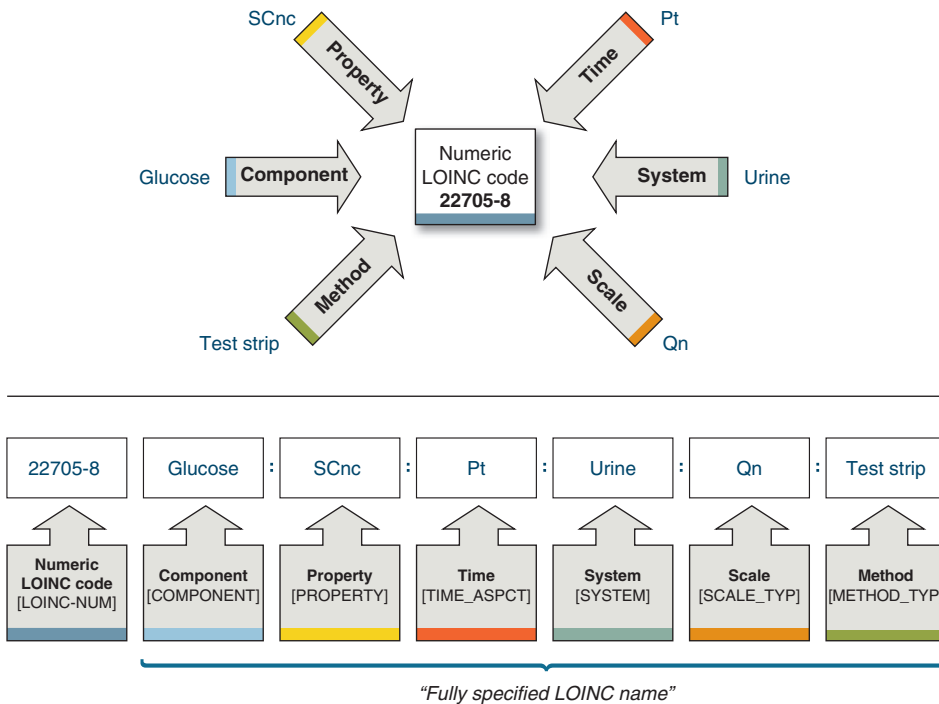 SCnc
Pt
Property
Time
Numeric
LOINC code
22705-8
Glucose
Component
System
Urine
Method
Scale
Test strip
Qn
22705-8
Glucose : SCnc : Pt : Urine : Qn : Test strip
Numeric
LOINC code
[LOINC-NUM]
Component
[COMPONENT]
Property
[PROPERTY]
Time
[TIME_ASPCT]
System
[SYSTEM]
Scale
[SCALE_TYP]
Method
[METHOD_TYP]
“Fully specified LOINC name”